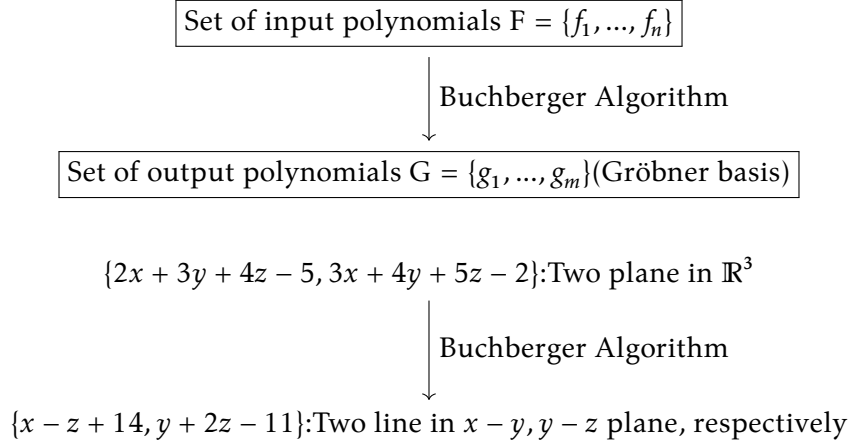 Set of input polynomials F = {f₁, ..., fₙ}
Buchberger Algorithm
Set of output polynomials G = {g₁, ..., gₘ}(Gröbner basis)
{2x + 3y + 4z − 5, 3x + 4y + 5z − 2}:Two plane in ℝ³
Buchberger Algorithm
{x − z + 14, y + 2z − 11}:Two line in x − y, y − z plane, respectively